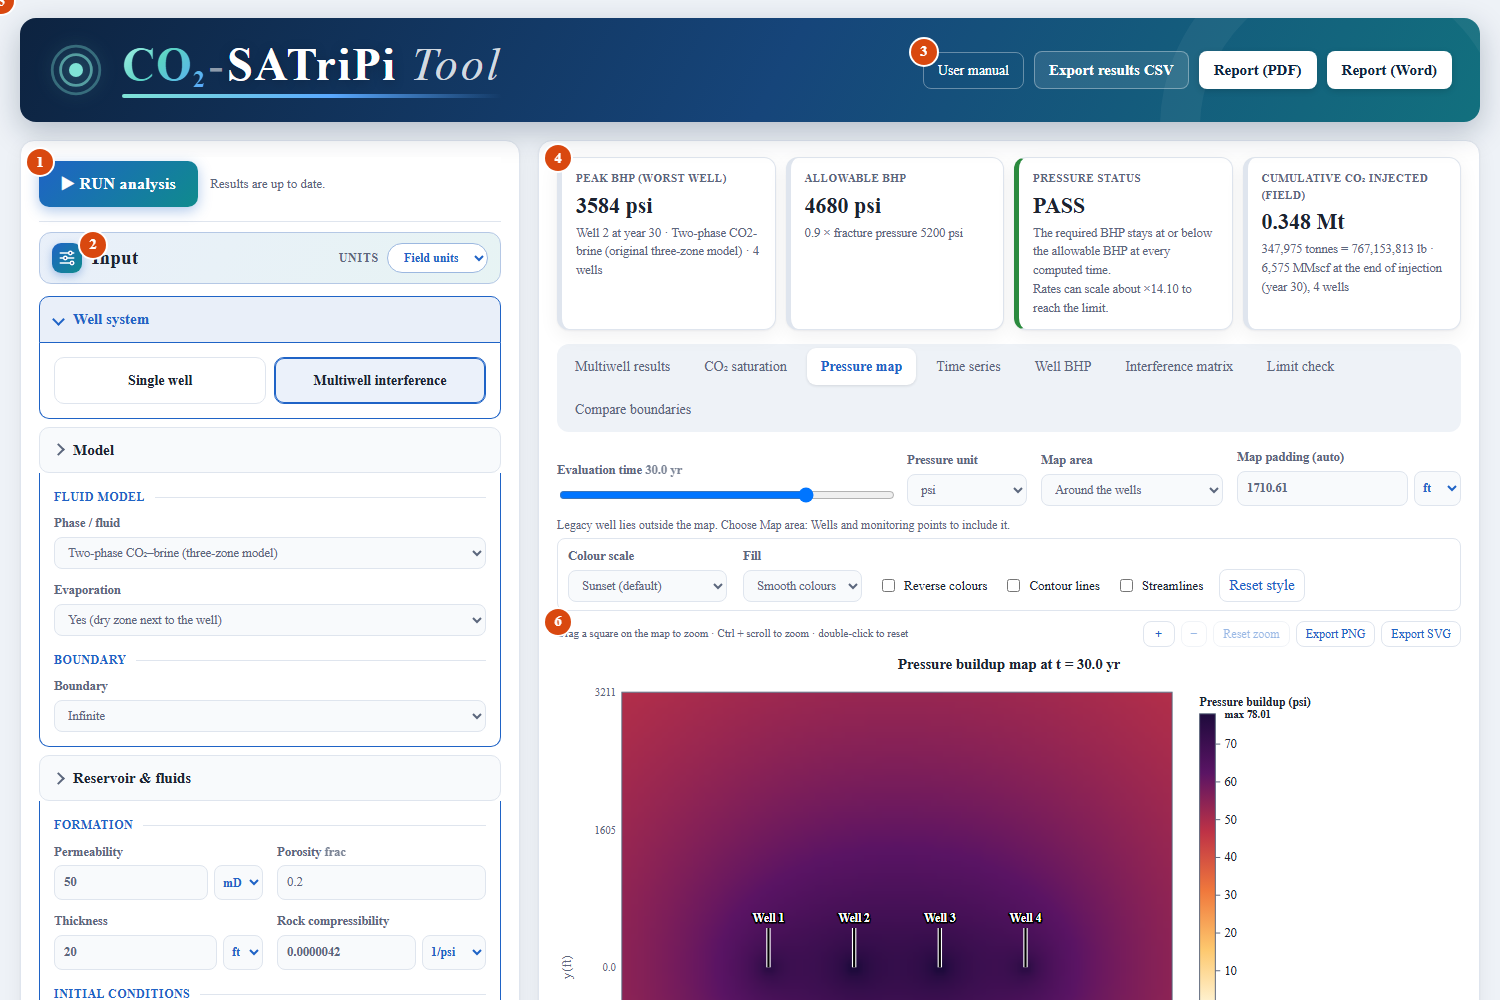 CO₂-SATriPi Tool
3
User manual
Export results CSV
Report (PDF)
Report (Word)
1
RUN analysis
Results are up to date.
2
Input
UNITS
Field units
Well system
Single well
Multiwell interference
Model
FLUID MODEL
Phase / fluid
Two-phase CO₂–brine (three-zone model)
Evaporation
Yes (dry zone next to the well)
BOUNDARY
Boundary
Infinite
Reservoir & fluids
FORMATION
Permeability
Porosity frac
50
mD
0.2
Thickness
Rock compressibility
20
ft
0.0000042
1/psi
INITIAL CONDITIONS
4
PEAK BHP (WORST WELL)
3584 psi
Well 2 at year 30 · Two-phase CO2-
brine (original three-zone model) · 4
wells
ALLOWABLE BHP
4680 psi
0.9 × fracture pressure 5200 psi
PRESSURE STATUS
PASS
The required BHP stays at or below
the allowable BHP at every
computed time.
Rates can scale about ×14.10 to
reach the limit.
CUMULATIVE CO₂ INJECTED
(FIELD)
0.348 Mt
347,975 tonnes = 767,153,813 lb ·
6,575 MMscf at the end of injection
(year 30), 4 wells
Multiwell results
CO₂ saturation
Pressure map
Time series
Well BHP
Interference matrix
Limit check
Compare boundaries
Evaluation time 30.0 yr
Pressure unit
psi
Map area
Around the wells
Map padding (auto)
1710.61
ft
Legacy well lies outside the map. Choose Map area: Wells and monitoring points to include it.
Colour scale
Sunset (default)
Fill
Smooth colours
Reverse colours
Contour lines
Streamlines
Reset style
6
ag a square on the map to zoom · Ctrl + scroll to zoom · double-click to reset
+
−
Reset zoom
Export PNG
Export SVG
Pressure buildup map at t = 30.0 yr
3211
1605
0.0
y (ft)
Well 1
Well 2
Well 3
Well 4
Pressure buildup (psi)
max 78.01
70
60
50
40
30
20
10